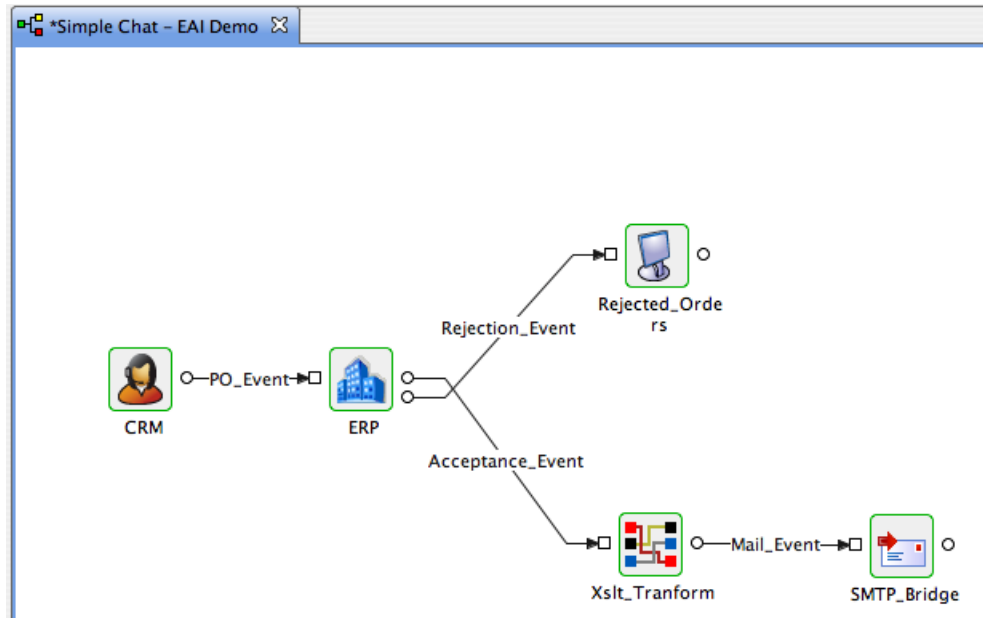 *Simple Chat – EAI Demo
Rejected_Orde
rs
Rejection_Event
PO_Event
CRM
ERP
Acceptance_Event
Mail_Event
Xslt_Tranform
SMTP_Bridge